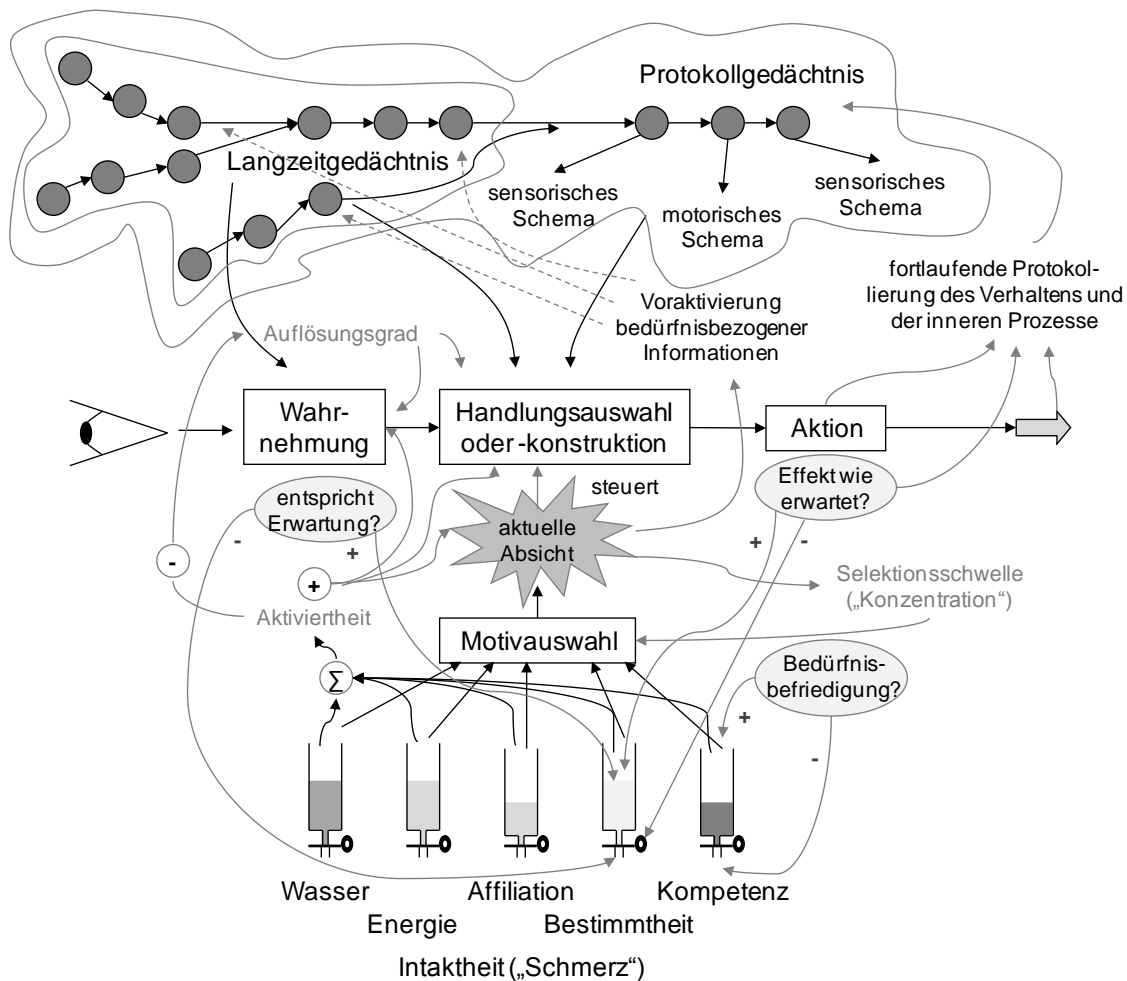 Protokollgedächtnis
Langzeitgedächtnis
sensorisches
Schema
motorisches
Schema
sensorisches
Schema
fortlaufende Protokol-
lierung des Verhaltens und
der inneren Prozesse
Voraktivierung
bedürfnisbezogener
Informationen
Auflösungsgrad
Wahr-
nehmung
Handlungsauswahl
oder -konstruktion
Aktion
entspricht
Erwartung?
steuert
Effekt wie
erwartet?
aktuelle
Absicht
-
+
+
-
-
+
Selektionsschwelle
(„Konzentration“)
Aktiviertheit
Motivauswahl
Bedürfnis-
befriedigung?
∑
+
-
Wasser
Affiliation
Kompetenz
Energie
Bestimmtheit
Intaktheit („Schmerz“)